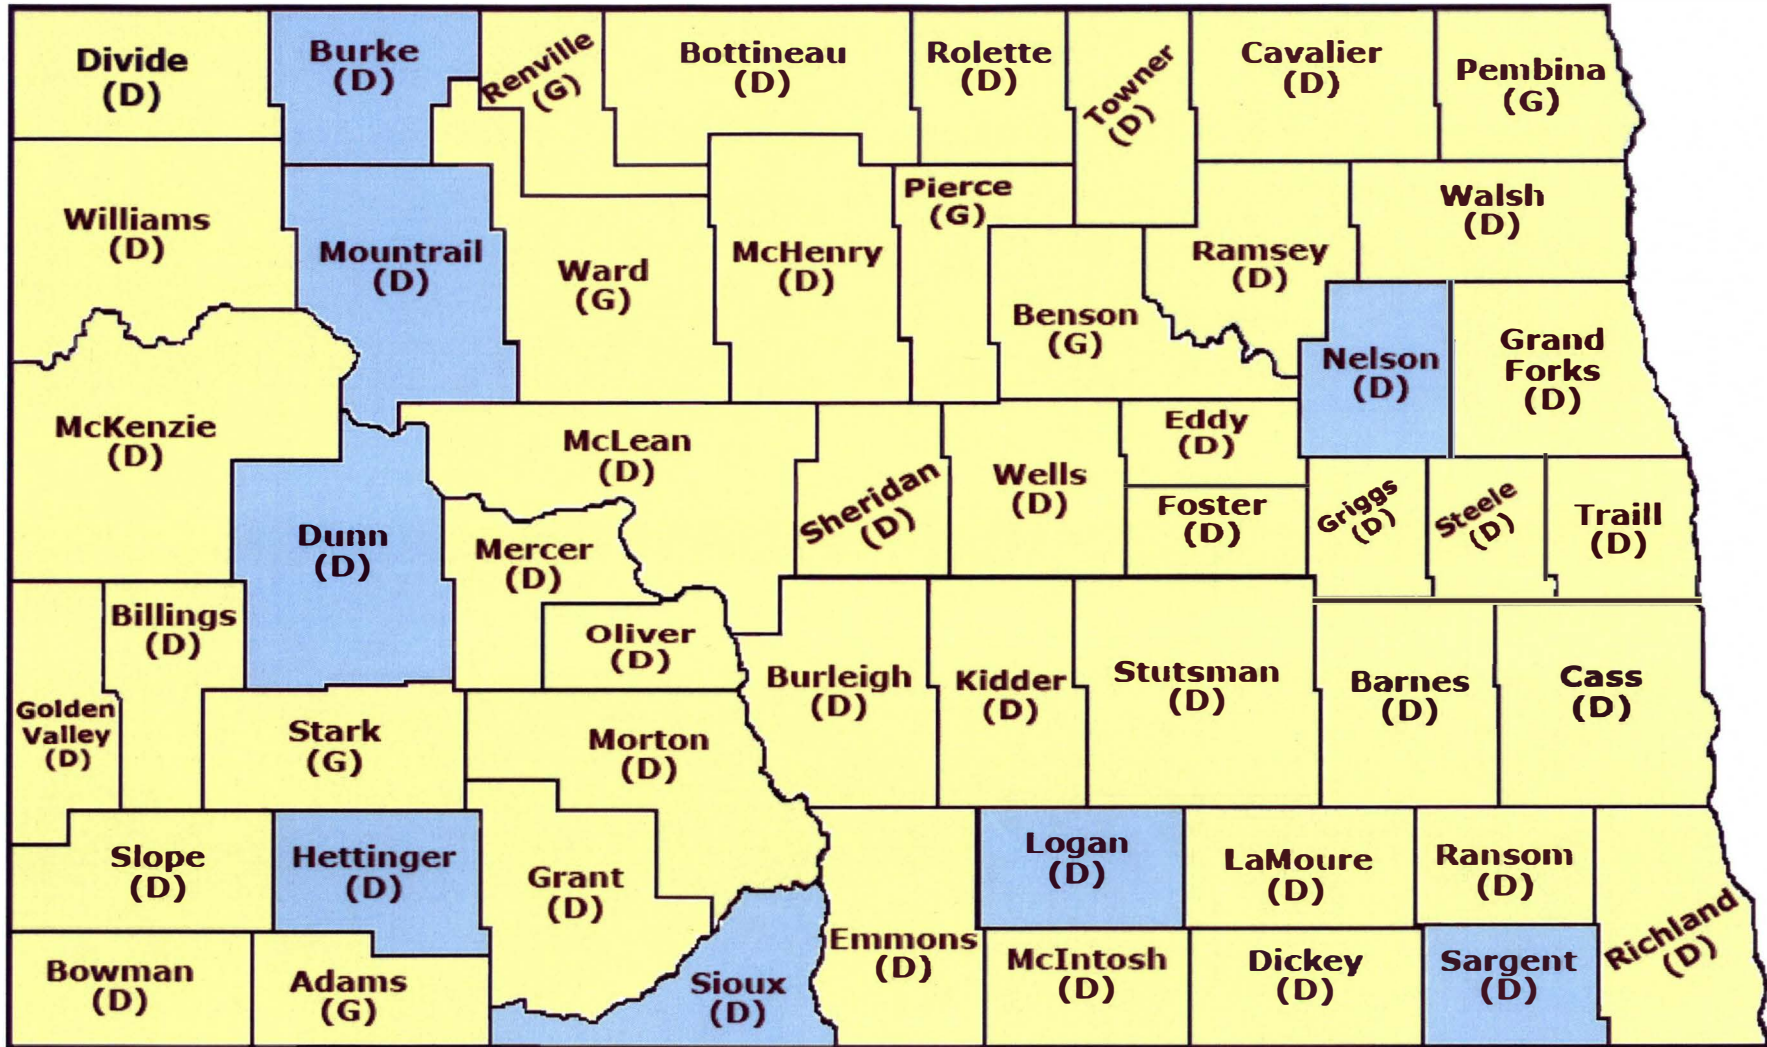 Divide
(D)
Burke
(D)
Renville
(G)
Bottineau
(D)
Rolette
(D)
Towner
(D)
Cavalier
(D)
Pembina
(G)
Williams
(D)
Mountrail
(D)
Ward
(G)
McHenry
(D)
Pierce
(G)
Benson
(G)
Ramsey
(D)
Walsh
(D)
Nelson
(D)
Grand
Forks
(D)
McKenzie
(D)
Dunn
(D)
McLean
(D)
Mercer
(D)
Oliver
(D)
Sheridan
(D)
Wells
(D)
Eddy
(D)
Foster
(D)
Griggs
(D)
Steele
(D)
Traill
(D)
Golden
Valley
(D)
Billings
(D)
Stark
(G)
Morton
(D)
Burleigh
(D)
Kidder
(D)
Stutsman
(D)
Barnes
(D)
Cass
(D)
Slope
(D)
Hettinger
(D)
Grant
(D)
Bowman
(D)
Adams
(G)
Sioux
(D)
Emmons
(D)
Logan
(D)
LaMoure
(D)
Ransom
(D)
Richland
(D)
McIntosh
(D)
Dickey
(D)
Sargent
(D)